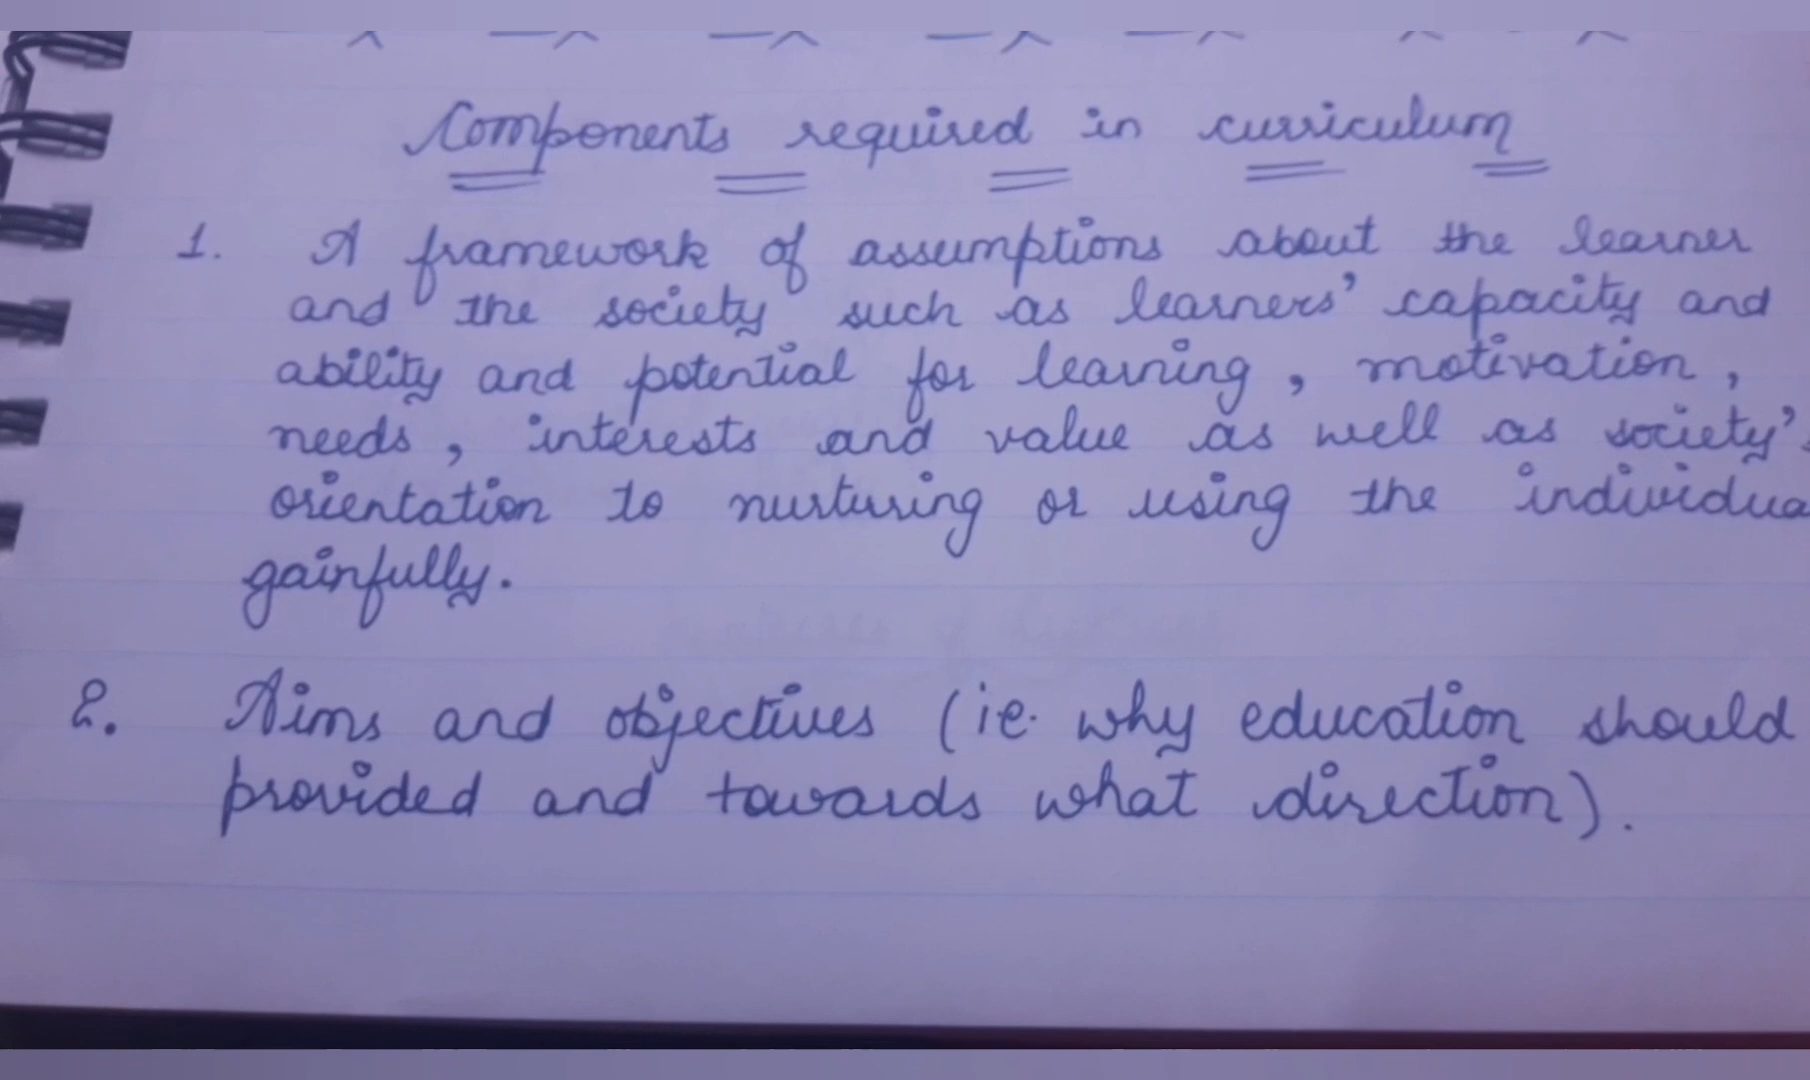 Components required in curriculum
1. A framework of assumptions about the learner
and the society such as learners' capacity and
ability and potential for learning, motivation,
needs, interests and value as well as society's
orientation to nurturing or using the individua
gainfully.
2. Aims and objectives (ie. why education should
provided and towards what direction).